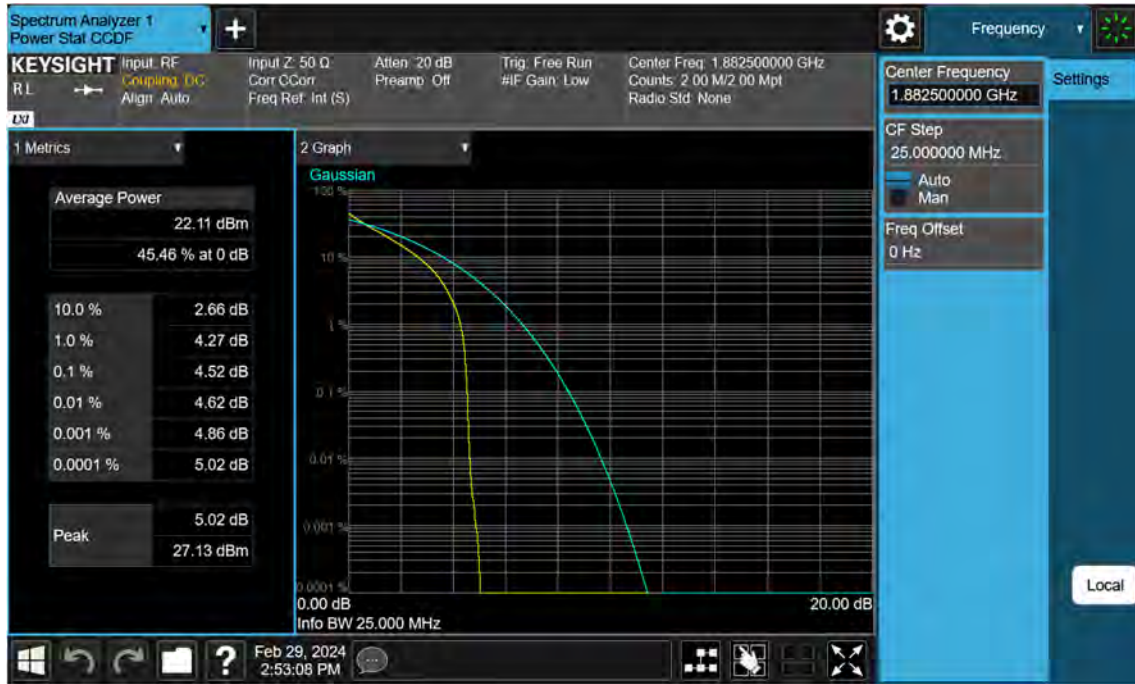 Spectrum Analyzer 1
Power Stat CCDF
+
Frequency
KEYSIGHT
RL
LXI
Input: RF
Coupling: DC
Align: Auto
Input Z: 50 Ω
Corr CCorr
Freq Ref: Int (S)
Atten: 20 dB
Preamp: Off
Trig: Free Run
#IF Gain: Low
Center Freq: 1.882500000 GHz
Counts: 2.00 M/2.00 Mpt
Radio Std: None
Center Frequency
1.882500000 GHz
Settings
CF Step
25.000000 MHz
Auto
Man
Freq Offset
0 Hz
1 Metrics
Average Power
22.11 dBm
45.46 % at 0 dB
10.0 % 2.66 dB
1.0 % 4.27 dB
0.1 % 4.52 dB
0.01 % 4.62 dB
0.001 % 4.86 dB
0.0001 % 5.02 dB
Peak 5.02 dB
27.13 dBm
2 Graph
Gaussian
100 %
10 %
1 %
0.1 %
0.01 %
0.001 %
0.0001 %
0.00 dB 20.00 dB
Info BW 25.000 MHz
Local
?
Feb 29, 2024
2:53:08 PM